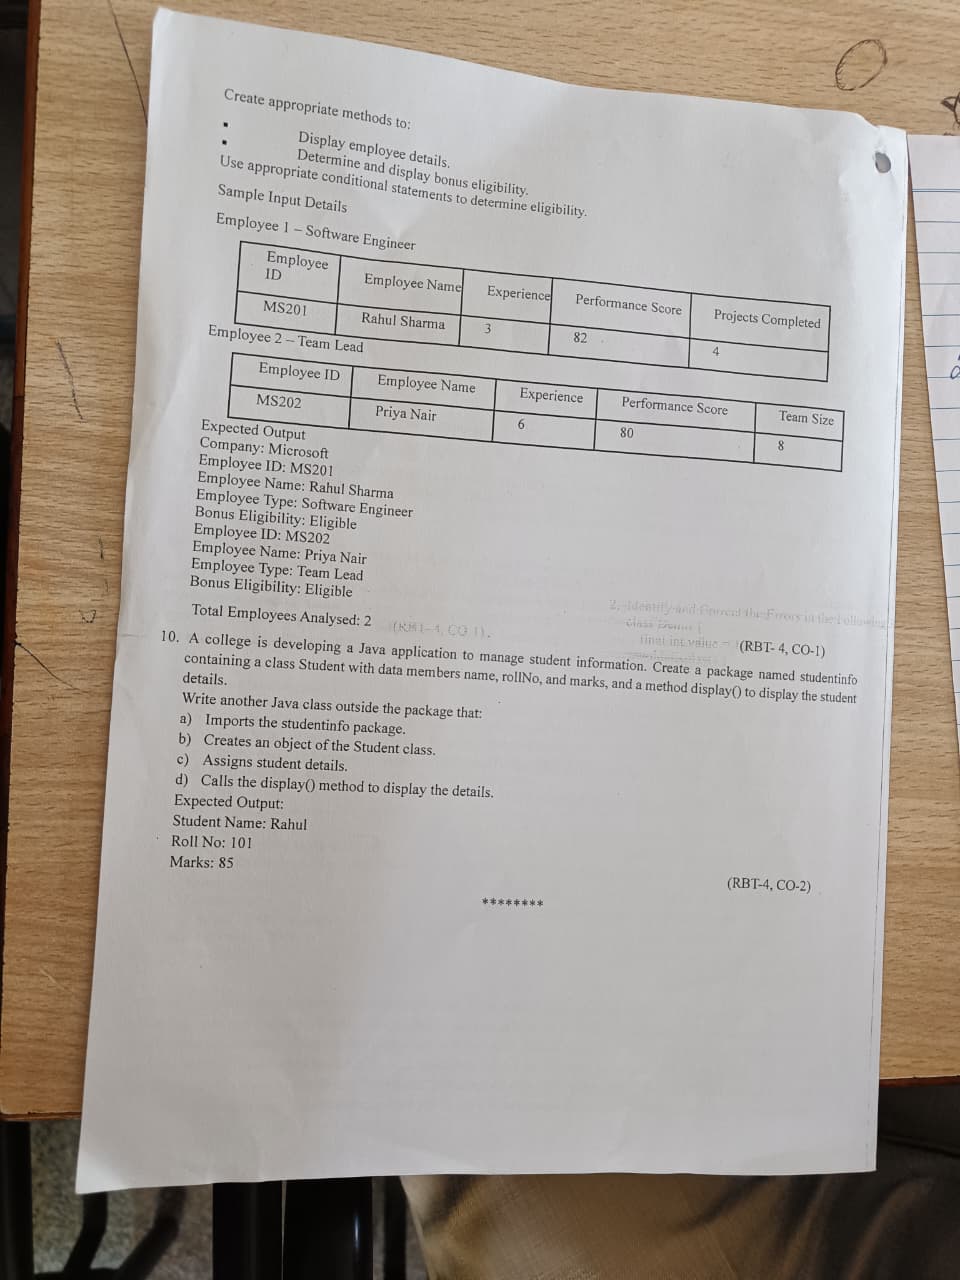 Create appropriate methods to:
▪ Display employee details.
▪ Determine and display bonus eligibility.
Use appropriate conditional statements to determine eligibility.
Sample Input Details
Employee 1 – Software Engineer
Employee ID Employee Name Experience Performance Score Projects Completed
MS201 Rahul Sharma 3 82 4
Employee 2 – Team Lead
Employee ID Employee Name Experience Performance Score Team Size
MS202 Priya Nair 6 80 8
Expected Output
Company: Microsoft
Employee ID: MS201
Employee Name: Rahul Sharma
Employee Type: Software Engineer
Bonus Eligibility: Eligible
Employee ID: MS202
Employee Name: Priya Nair
Employee Type: Team Lead
Bonus Eligibility: Eligible
Total Employees Analysed: 2
(RBT- 4, CO-1)
10. A college is developing a Java application to manage student information. Create a package named studentinfo
containing a class Student with data members name, rollNo, and marks, and a method display() to display the student
details.
Write another Java class outside the package that:
a) Imports the studentinfo package.
b) Creates an object of the Student class.
c) Assigns student details.
d) Calls the display() method to display the details.
Expected Output:
Student Name: Rahul
Roll No: 101
Marks: 85
(RBT-4, CO-2)
********